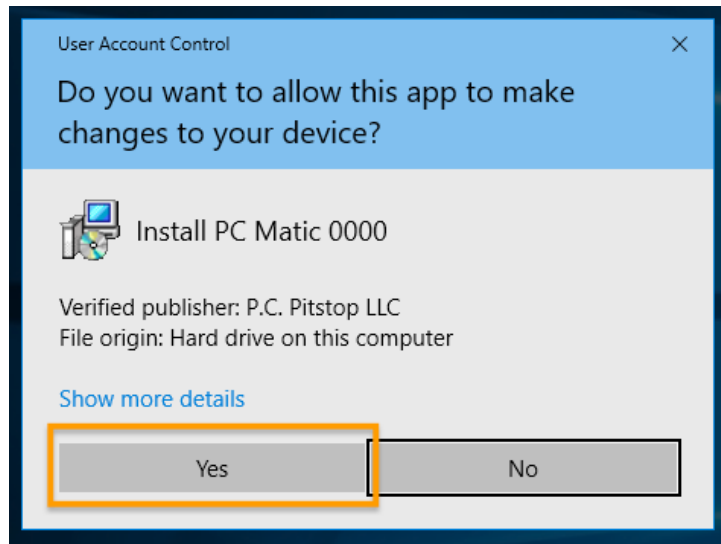 User Account Control
Do you want to allow this app to make
changes to your device?
Install PC Matic 0000
Verified publisher: P.C. Pitstop LLC
File origin: Hard drive on this computer
Show more details
Yes
No